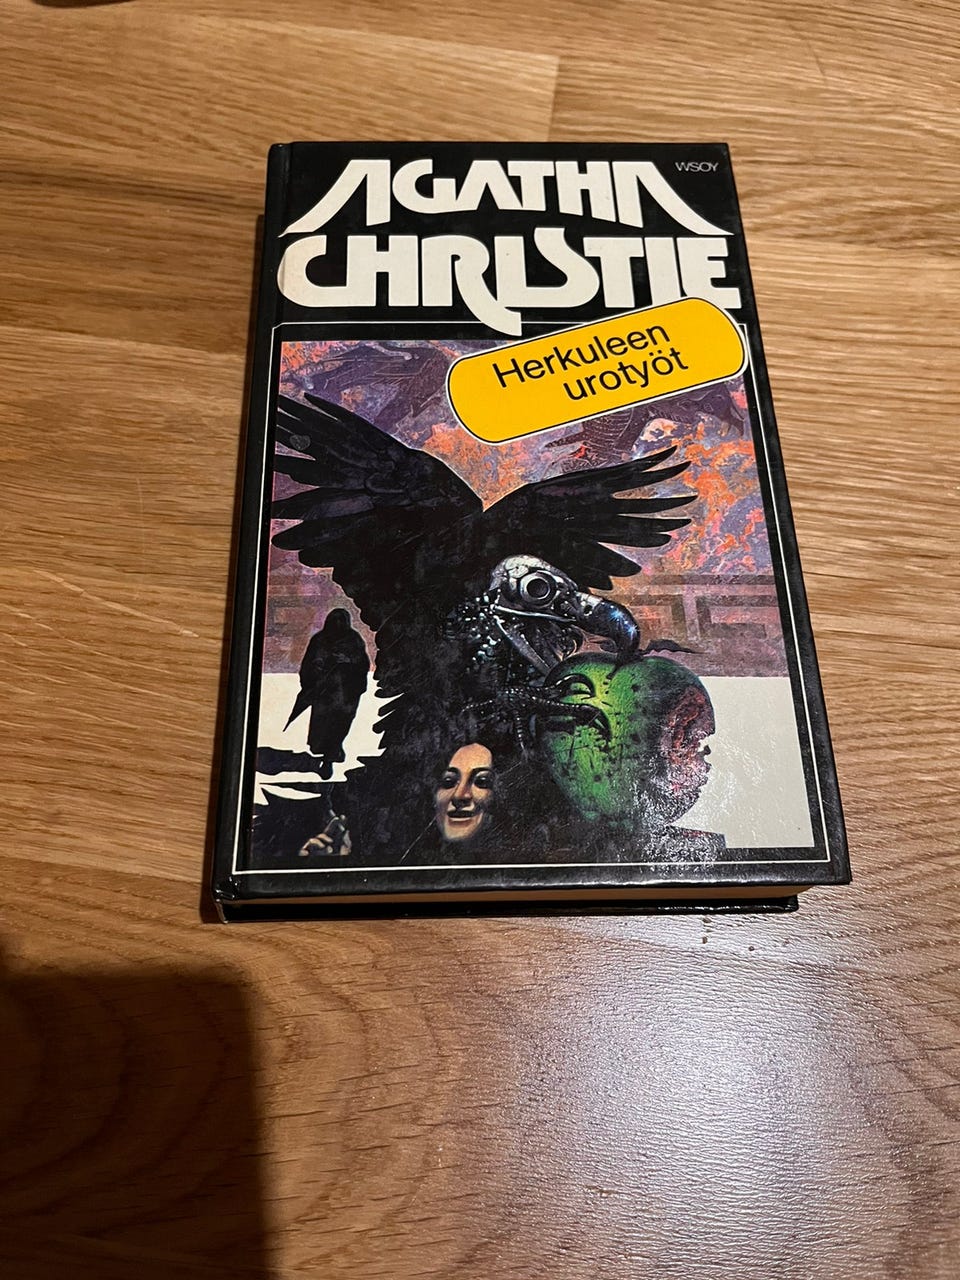 WSOY
AGATHA
CHRISTIE
Herkuleen
urotyöt